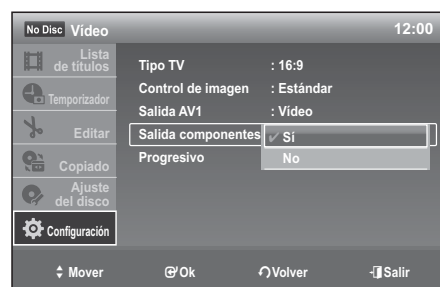 No Disc Vídeo 12:00
Lista
de títulos
Temporizador
Editar
Copiado
Ajuste
del disco
Configuración
Tipo TV : 16:9
Control de imagen : Estándar
Salida AV1 : Vídeo
Salida componentes ✔ Sí
Progresivo No
Mover Ok Volver Salir